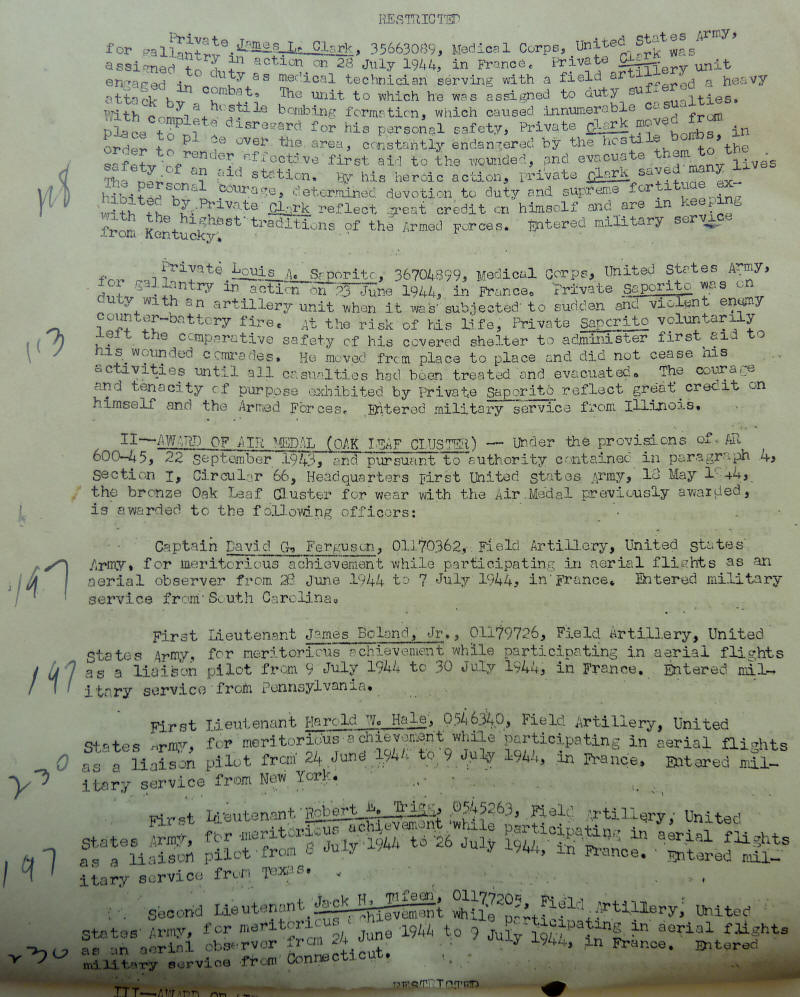 RESTRICTED
Private James L. Clark, 35663089, Medical Corps, United States Army,
for gallantry in action on 28 July 1944, in France. Private Clark was
assigned to duty as medical technician serving with a field artillery unit
engaged in combat. The unit to which he was assigned to duty suffered a heavy
attack by a hostile bombing formation, which caused innumerable casualties.
With complete disregard for his personal safety, Private Clark moved from
place to pl ce over the area, constantly endangered by the hostile bombs, in
order to render effective first aid to the wounded, and evacuate them to the
safety of an aid station. By his heroic action, Private Clark saved many lives
The personal courage, determined devotion to duty and supreme fortitude ex-
118
hibited by Private Clark reflect great credit on himself and are in keeping
with the highest traditions of the Armed Forces. Entered military service
from Kentucky.
Private Louis A. Saporito, 36704899, Medical Corps, United States Army,
for gallantry in action on 23 June 1944, in France. Private Saporito was on
duty with an artillery unit when it was subjected to sudden and violent enemy
counter-battery fire. At the risk of his life, Private Saporito voluntarily
113
left the comparative safety of his covered shelter to administer first aid to
his wounded comrades. He moved from place to place and did not cease his
activities until all casualties had been treated and evacuated. The courage
and tenacity of purpose exhibited by Private Saporito reflect great credit on
himself and the Armed Forces. Entered military service from Illinois.
II—AWARD OF AIR MEDAL (OAK LEAF CLUSTER) — Under the provisions of AR
600-45, 22 September 1943, and pursuant to authority contained in paragraph 4,
Section I, Circular 66, Headquarters First United States Army, 18 May 1944,
the bronze Oak Leaf Cluster for wear with the Air Medal previously awarded,
is awarded to the following officers:
Captain David G. Ferguson, 01170362, Field Artillery, United States
197
Army, for meritorious achievement while participating in aerial flights as an
aerial observer from 28 June 1944 to 7 July 1944, in France. Entered military
service from South Carolina.
First Lieutenant James Boland, Jr., 01179726, Field Artillery, United
197
States Army, for meritorious achievement while participating in aerial flights
as a liaison pilot from 9 July 1944 to 30 July 1944, in France. Entered mil-
itary service from Pennsylvania.
First Lieutenant Harold W. Hale, 0546340, Field Artillery, United
230
States Army, for meritorious achievement while participating in aerial flights
as a liaison pilot from 24 June 1944 to 9 July 1944, in France. Entered mil-
itary service from New York.
First Lieutenant Robert E. Trigg, 0545263, Field Artillery, United
197
States Army, for meritorious achievement while participating in aerial flights
as a liaison pilot from 8 July 1944 to 26 July 1944, in France. Entered mil-
itary service from Texas.
Second Lieutenant Jack H. 01177205, Field Artillery, United
230
States Army, for meritorious achievement while participating in aerial flights
as an aerial observer from 24 June 1944 to 9 July 1944, in France. Entered
military service from Connecticut.
RESTRICTED
III—AWARD OF